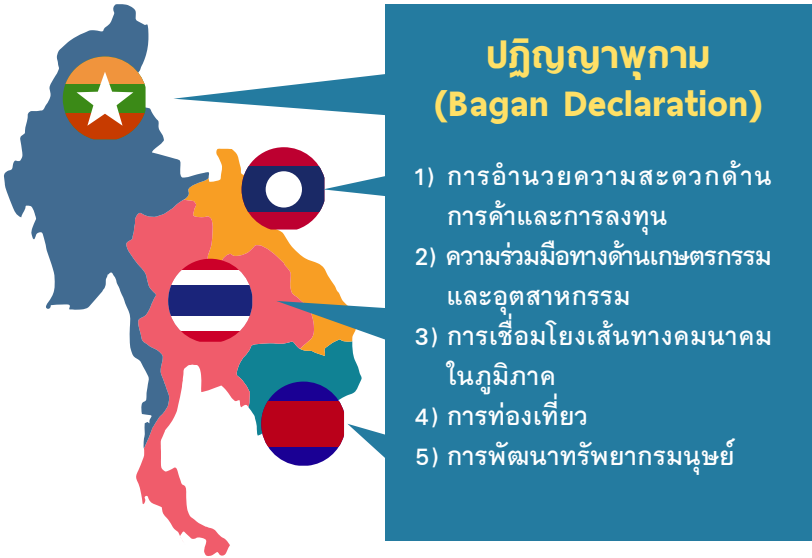 ปฏิญญาพุกาม
(Bagan Declaration)
1) การอำนวยความสะดวกด้าน
การค้าและการลงทุน
2) ความร่วมมือทางด้านเกษตรกรรม
และอุตสาหกรรม
3) การเชื่อมโยงเส้นทางคมนาคม
ในภูมิภาค
4) การท่องเที่ยว
5) การพัฒนาทรัพยากรมนุษย์